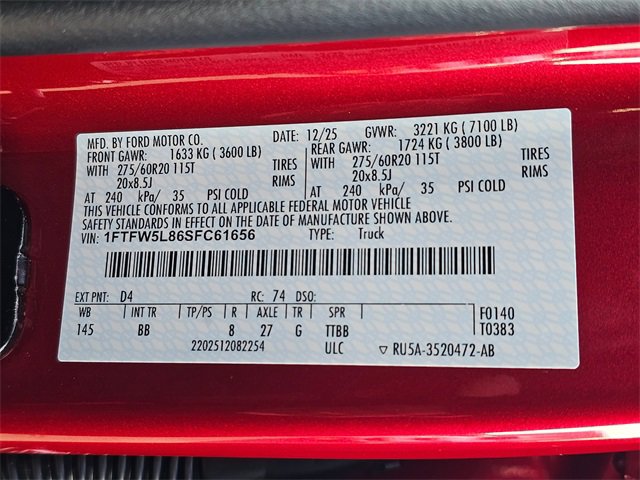 MFD. BY FORD MOTOR CO. DATE: 12/25 GVWR: 3221 KG ( 7100 LB)
FRONT GAWR: 1633 KG ( 3600 LB) REAR GAWR: 1724 KG ( 3800 LB)
WITH 275/60R20 115T TIRES WITH 275/60R20 115T TIRES
20x8.5J RIMS 20x8.5J RIMS
AT 240 kPa/ 35 PSI COLD AT 240 kPa/ 35 PSI COLD
THIS VEHICLE CONFORMS TO ALL APPLICABLE FEDERAL MOTOR VEHICLE
SAFETY STANDARDS IN EFFECT ON THE DATE OF MANUFACTURE SHOWN ABOVE.
VIN: 1FTFW5L86SFC61656 TYPE: Truck
EXT PNT: D4 RC: 74 DSO:
WB INT TR TP/PS R AXLE TR SPR F0140
145 BB 8 27 G TTBB T0383
2202512082254 ULC ▽ RU5A-3520472-AB